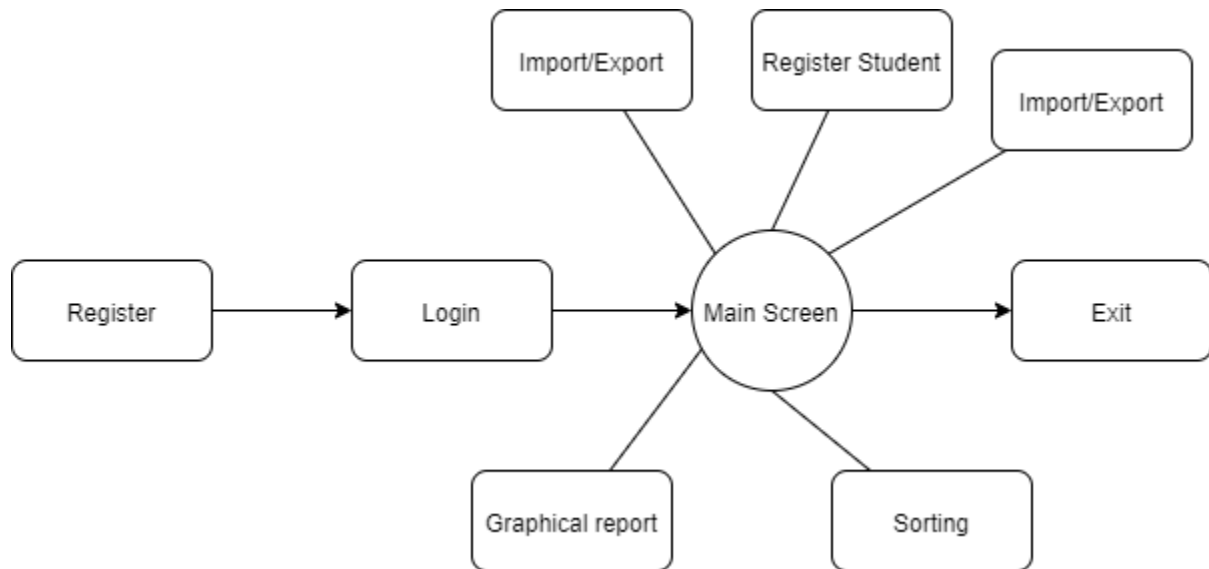 Import/Export
Register Student
Import/Export
Register
Login
Main Screen
Exit
Graphical report
Sorting